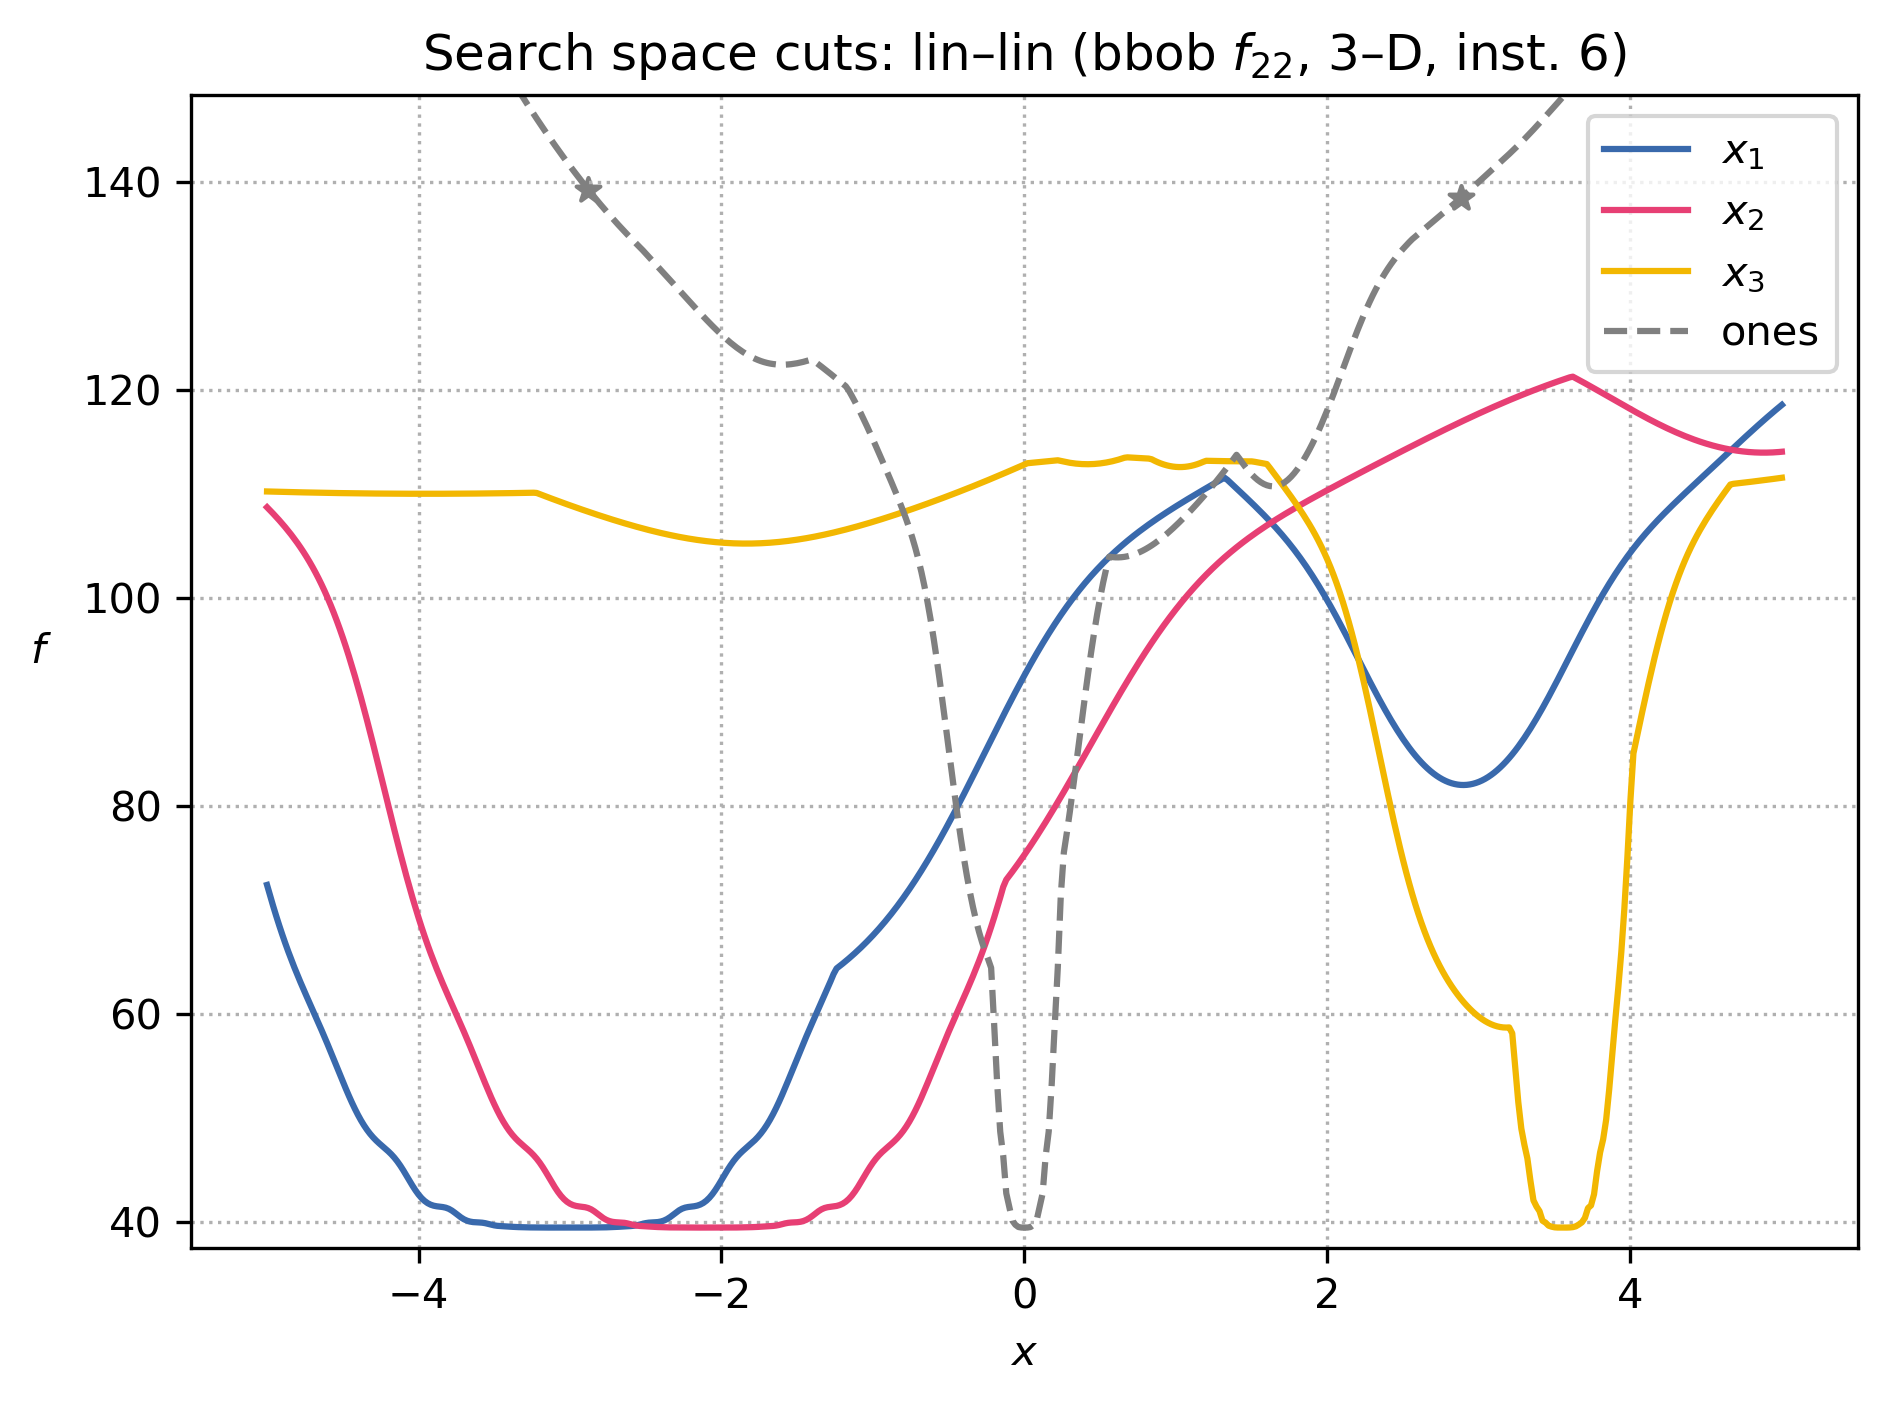 Search space cuts: lin–lin (bbob f₂₂, 3–D, inst. 6)
x₁
x₂
x₃
ones
140
120
100
80
60
40
f
−4 −2 0 2 4
x